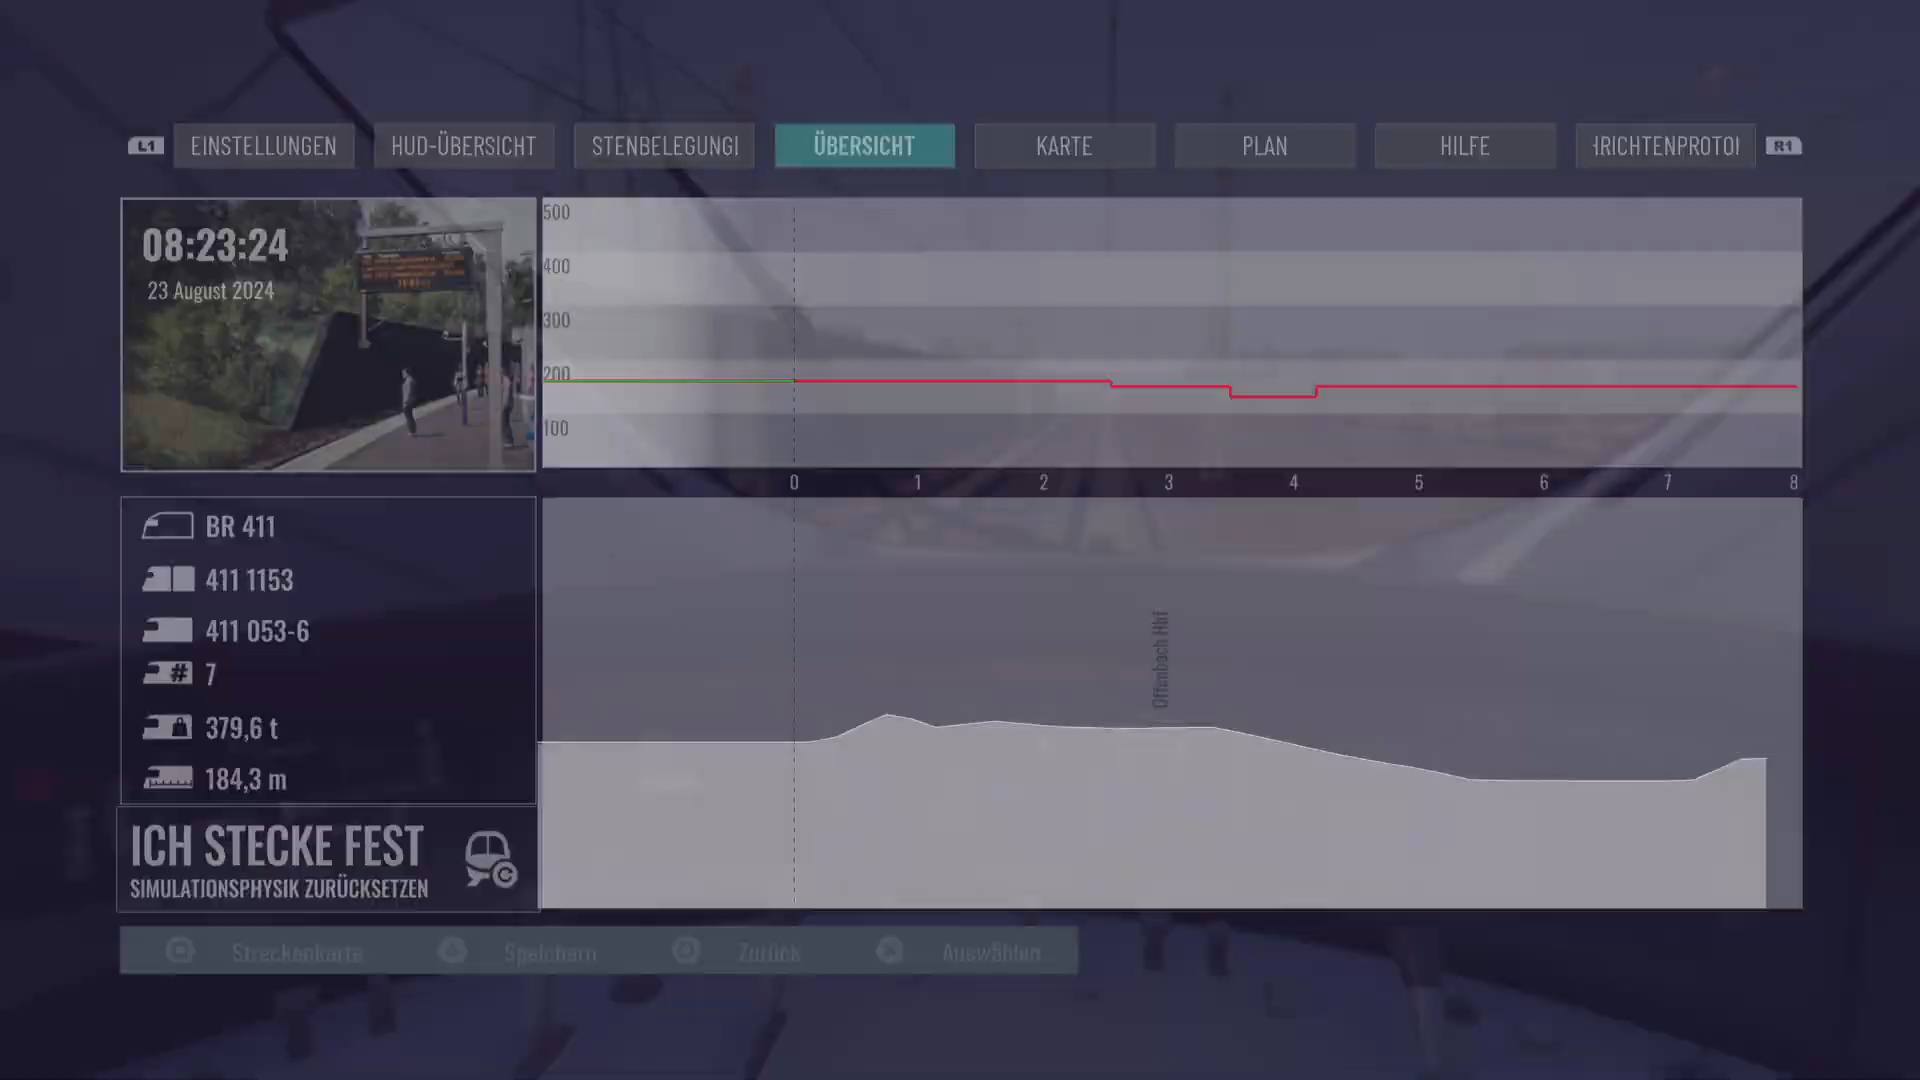 L1
EINSTELLUNGEN
HUD-ÜBERSICHT
STENBELEGUNGI
ÜBERSICHT
KARTE
PLAN
HILFE
IRICHTENPROTOI
R1
08:23:24
23 August 2024
500
400
300
200
100
0 1 2 3 4 5 6 7 8
BR 411
411 1153
411 053-6
# 7
379,6 t
184,3 m
Offenbach Hbf
ICH STECKE FEST
SIMULATIONSPHYSIK ZURÜCKSETZEN
Streckenkarte
Speichern
Zurück
Auswählen